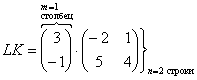 m=1
столбец
LK = (3 −1) · (−2 1 5 4)}
n=2 строки